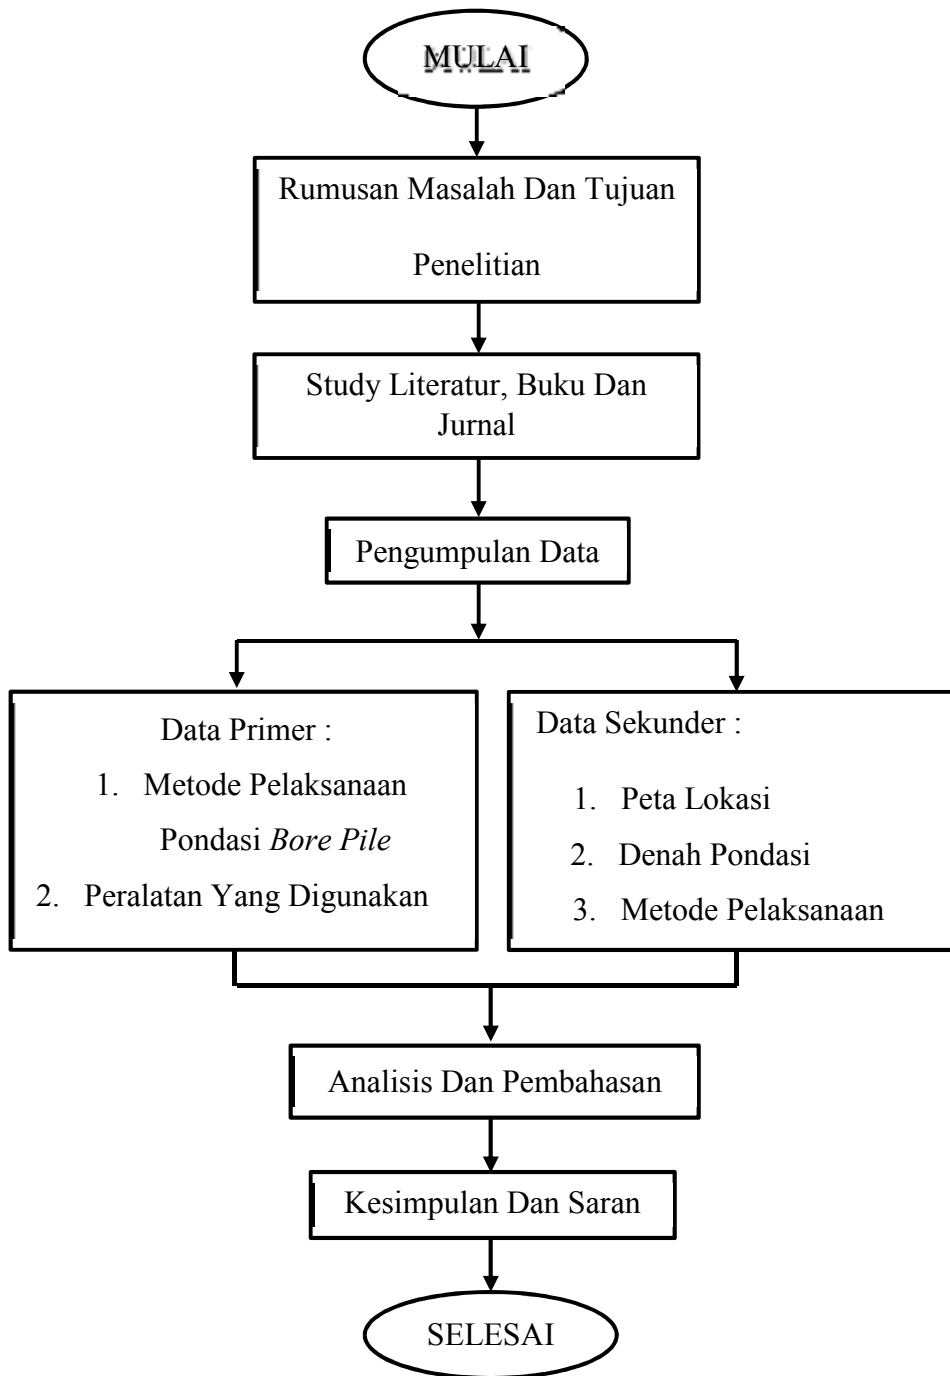 MULAI
Rumusan Masalah Dan Tujuan
Penelitian
Study Literatur, Buku Dan
Jurnal
Pengumpulan Data
Data Primer :
1. Metode Pelaksanaan
Pondasi Bore Pile
2. Peralatan Yang Digunakan
Data Sekunder :
1. Peta Lokasi
2. Denah Pondasi
3. Metode Pelaksanaan
Analisis Dan Pembahasan
Kesimpulan Dan Saran
SELESAI